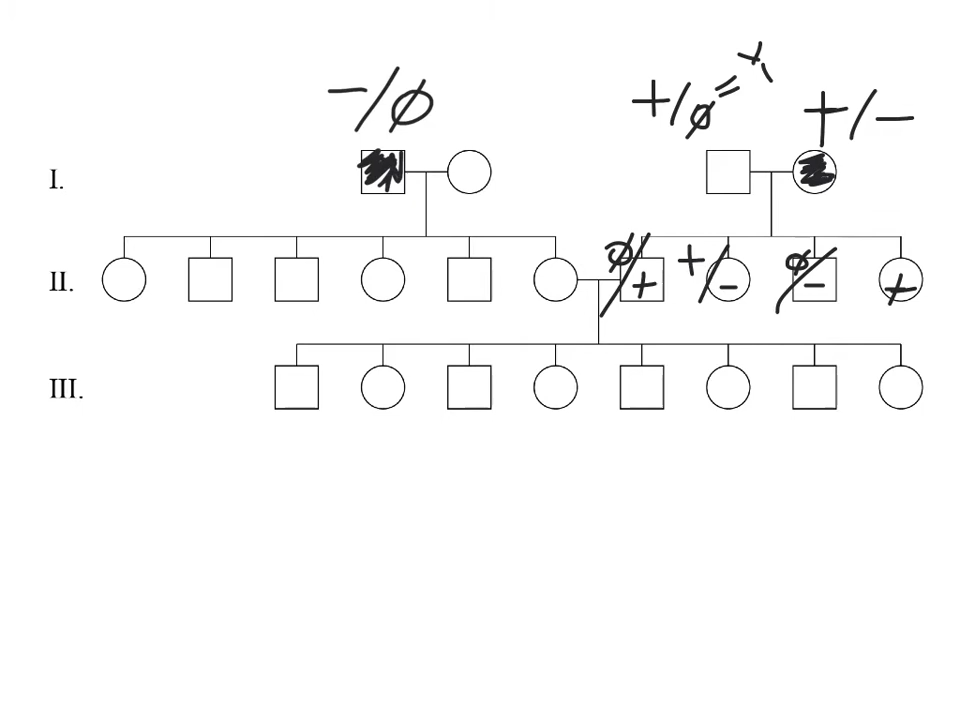 -/Ø
+/Ø = Y,
+/-
I.
II.
Ø/+
+/-
Ø/-
+
III.